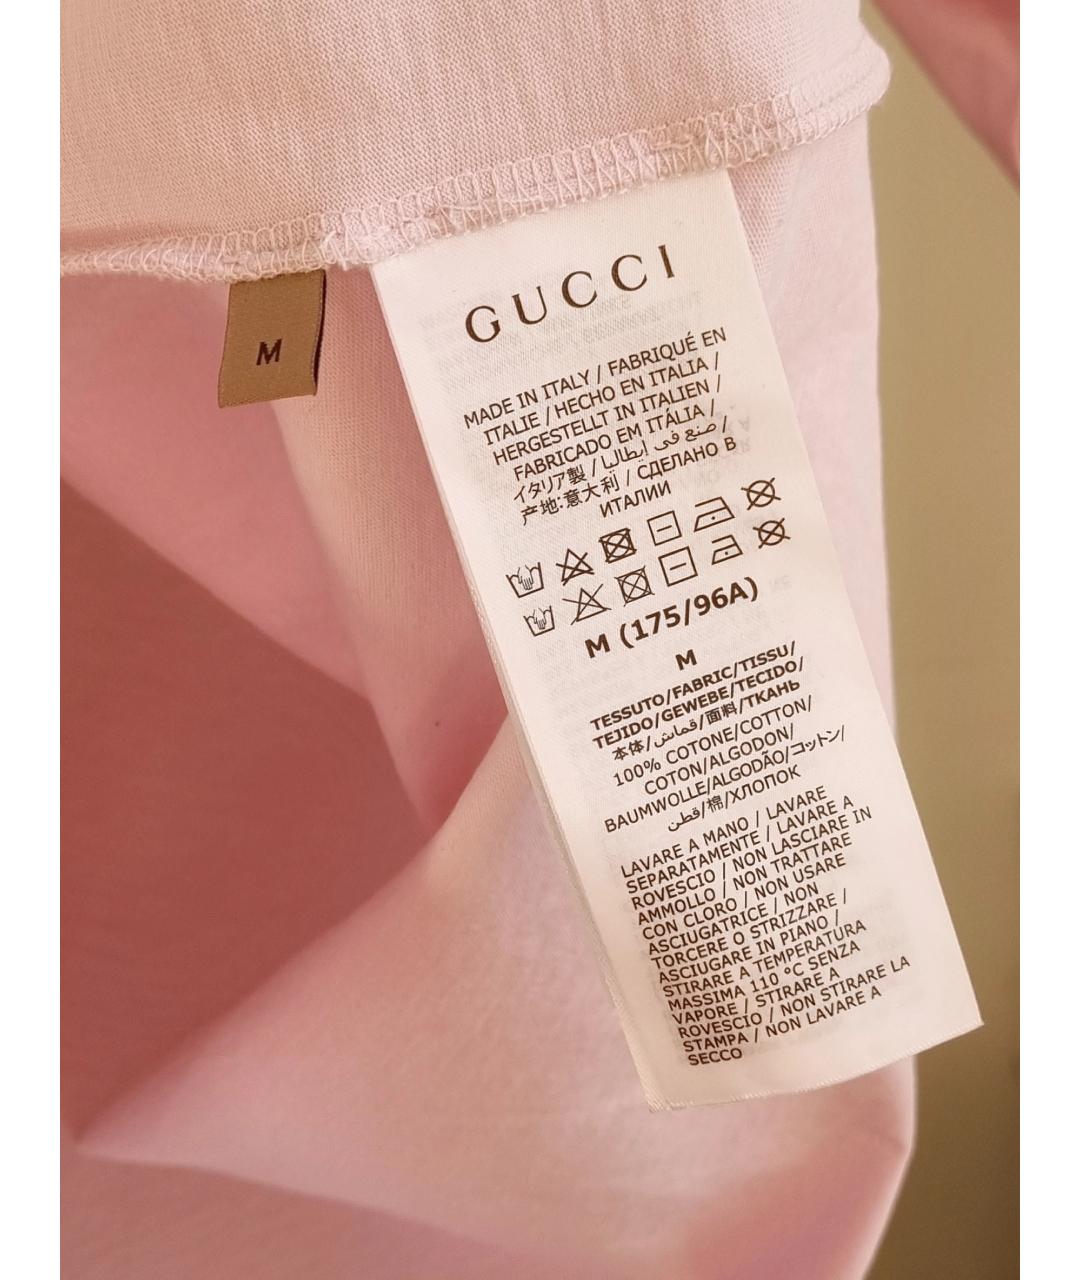 GUCCI
M
MADE IN ITALY / FABRIQUÉ EN
ITALIE / HECHO EN ITALIA /
HERGESTELLT IN ITALIEN /
FABRICADO EM ITÁLIA /
イタリア製 / صنع في إيطاليا /
产地:意大利 / СДЕЛАНО В
ИТАЛИИ
M (175/96A)
M
TESSUTO/FABRIC/TISSU/
TEJIDO/GEWEBE/TECIDO/
本体/قماش/面料/ТКАНЬ
100% COTONE/COTTON/
COTON/ALGODON/
BAUMWOLLE/ALGODÃO/コットン/
قطن/棉/ХЛОПОК
LAVARE A MANO / LAVARE
SEPARATAMENTE / LAVARE A
ROVESCIO / NON LASCIARE IN
AMMOLLO / NON TRATTARE
CON CLORO / NON USARE
ASCIUGATRICE / NON
TORCERE O STRIZZARE /
ASCIUGARE IN PIANO /
STIRARE A TEMPERATURA
MASSIMA 110 °C SENZA
VAPORE / STIRARE A
ROVESCIO / NON STIRARE LA
STAMPA / NON LAVARE A
SECCO